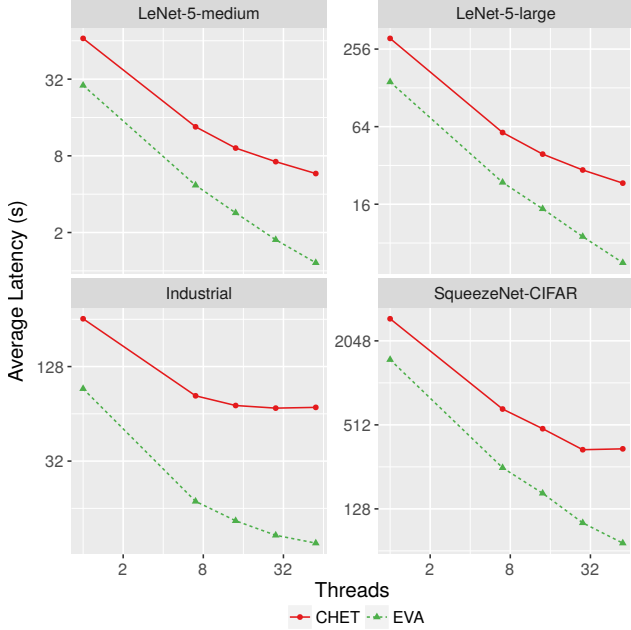 LeNet-5-medium
LeNet-5-large
32
8
2
256
64
16
Average Latency (s)
Industrial
SqueezeNet-CIFAR
128
32
2048
512
128
2 8 32
2 8 32
Threads
CHET EVA